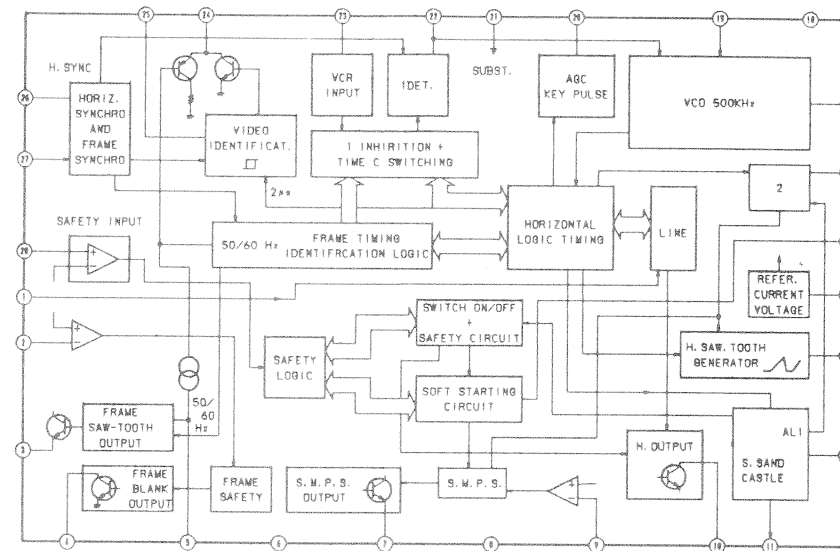 25
24
23
22
21
20
19
18
H. SYNC
26
27
HORIZ.
SYNCHRO
AND
FRAME
SYNCHRO
VIDEO
IDENTIFICAT.
VCR
INPUT
1DET.
SUBST.
AGC
KEY PULSE
VCO 500KHz
1 INHIRITION +
TIME C SWITCHING
2
SAFETY INPUT
28
+
−
50/60 Hz
FRAME TIMING
IDENTIFRCATION LOGIC
HORIZONTAL
LOGIC TIMING
LINE
1
2
+
−
SWITCH ON/OFF
+
SAFETY CIRCUIT
REFER.
CURRENT
VOLTAGE
SAFETY
LOGIC
SOFT STARTING
CIRCUIT
H. SAW. TOOTH
GENERATOR
50/
60
Hz
3
FRAME
SAW-TOOTH
OUTPUT
FRAME
BLANK
OUTPUT
FRAME
SAFETY
S. M. P. S.
OUTPUT
S. M. P. S.
+
−
H. OUTPUT
AL1
S. SAND
CASTLE
4
5
6
7
8
9
10
11